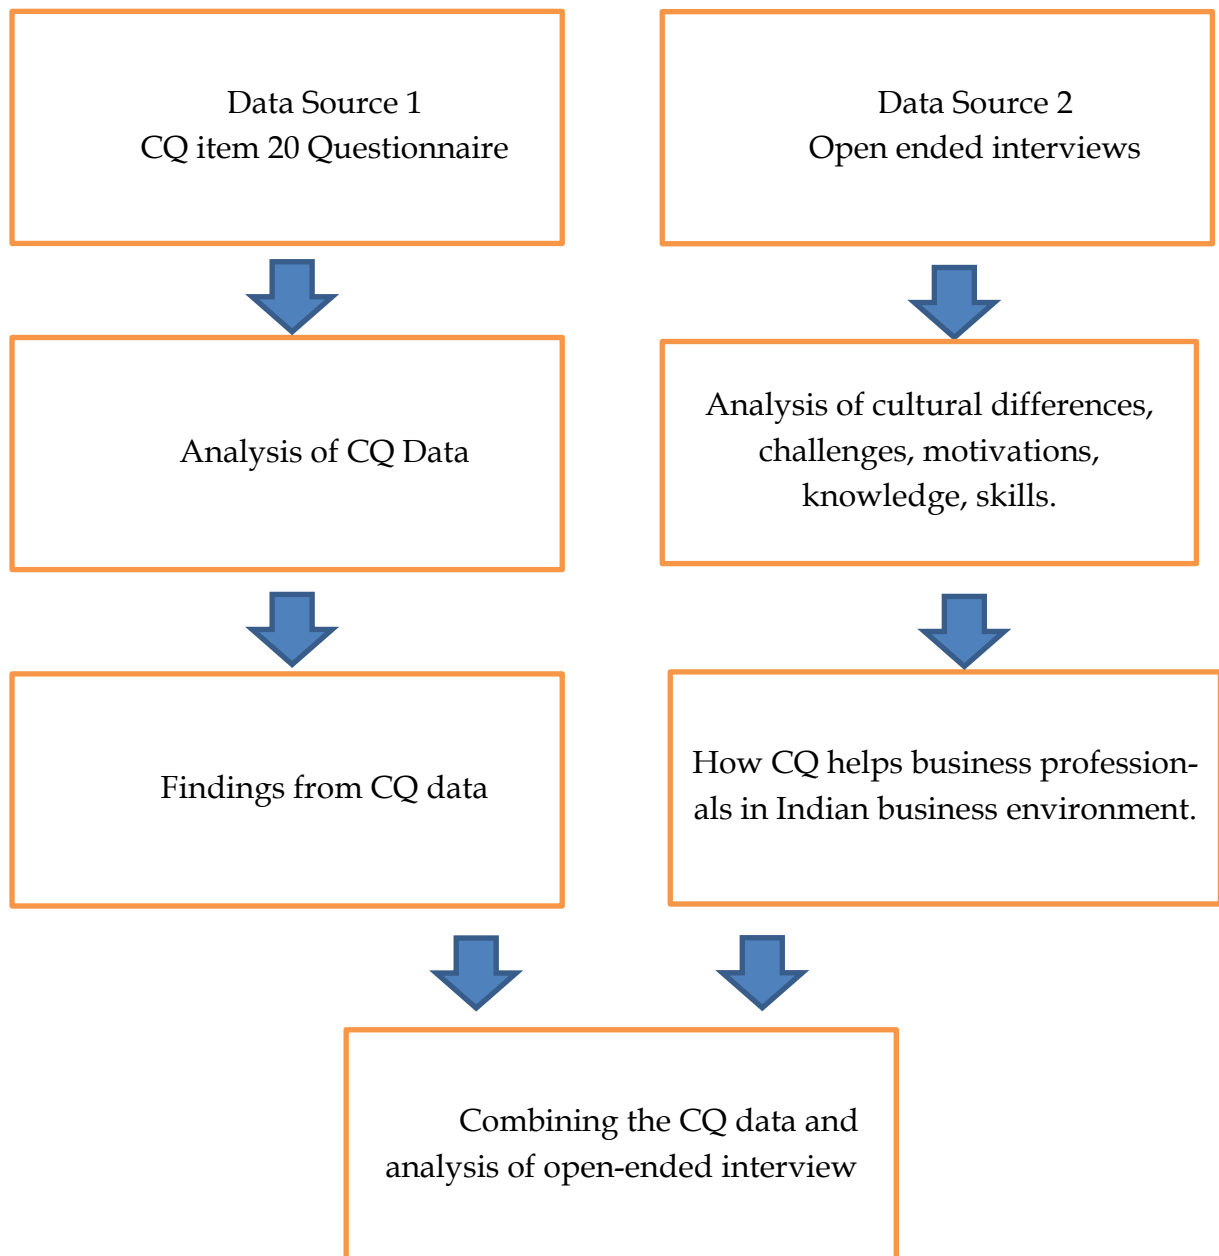 Data Source 1
CQ item 20 Questionnaire
Data Source 2
Open ended interviews
Analysis of CQ Data
Analysis of cultural differences,
challenges, motivations,
knowledge, skills.
Findings from CQ data
How CQ helps business profession-
als in Indian business environment.
Combining the CQ data and
analysis of open-ended interview